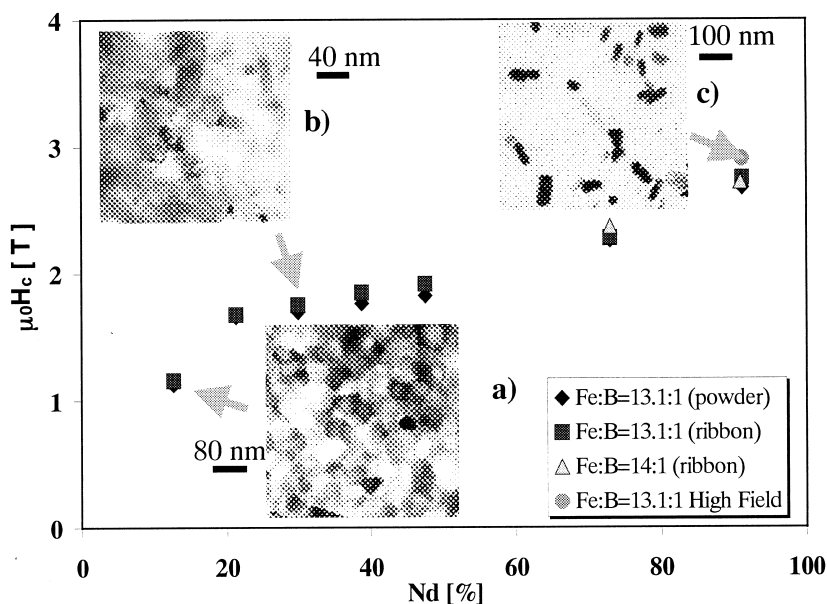 4
3
2
1
0
μ₀Hc [ T ]
40 nm
b)
100 nm
c)
a)
80 nm
Fe:B=13.1:1 (powder)
Fe:B=13.1:1 (ribbon)
Fe:B=14:1 (ribbon)
Fe:B=13.1:1 High Field
0 20 40 60 80 100
Nd [%]